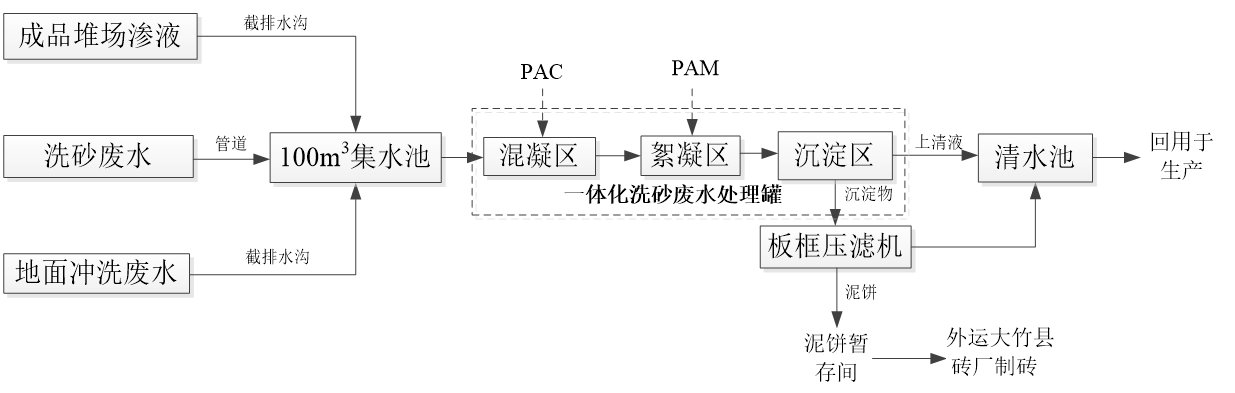 成品堆场渗液
截排水沟
PAC
PAM
洗砂废水
管道
100m³集水池
混凝区
絮凝区
沉淀区
上清液
清水池
回用于
生产
一体化洗砂废水处理罐
沉淀物
地面冲洗废水
截排水沟
板框压滤机
泥饼
泥饼暂
存间
外运大竹县
砖厂制砖